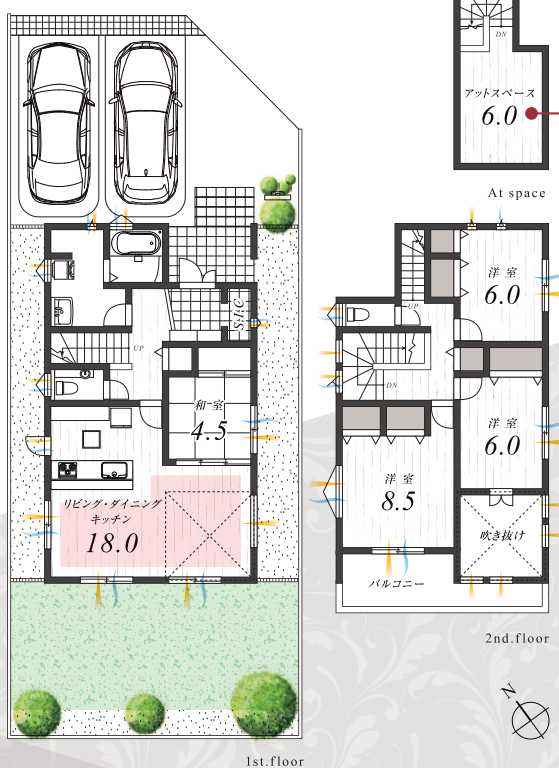 DN
アットスペース
6.0
At space
S.I.C
UP
和室
4.5
リビング・ダイニング
キッチン
18.0
1st.floor
洋室
6.0
UP
DN
洋室
6.0
洋室
8.5
吹き抜け
バルコニー
2nd.floor
N